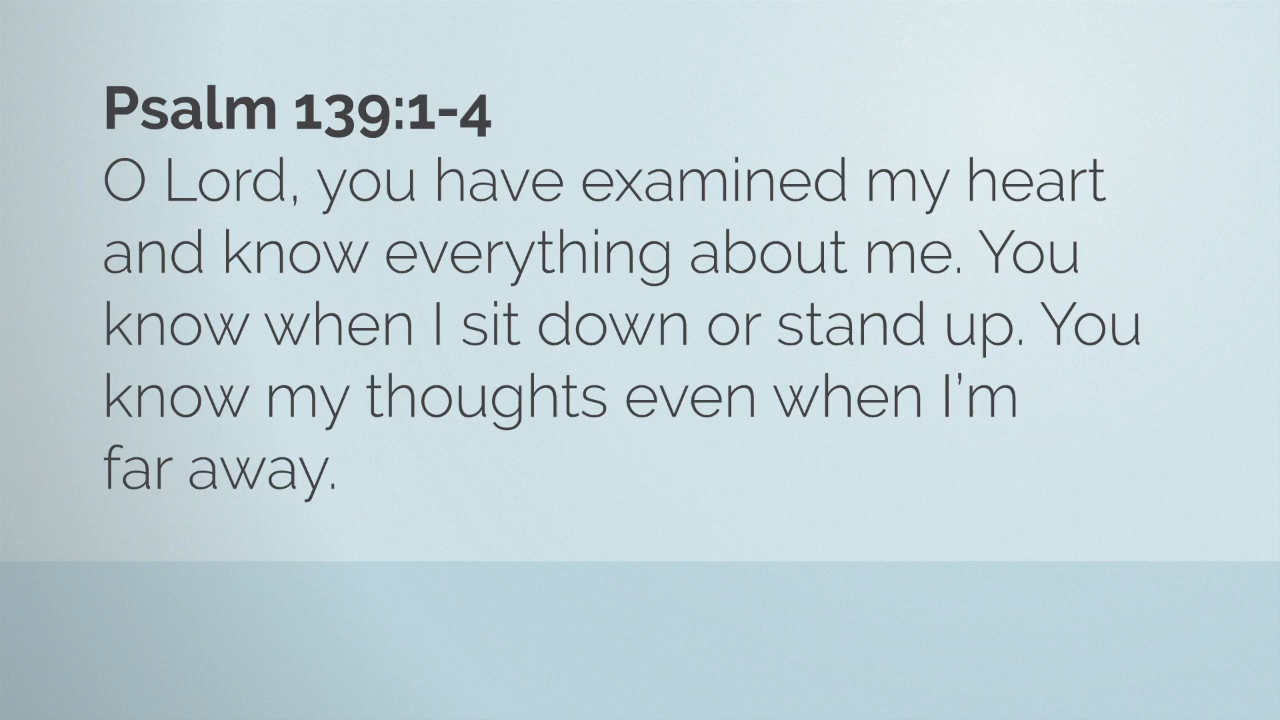 Psalm 139:1-4
O Lord, you have examined my heart
and know everything about me. You
know when I sit down or stand up. You
know my thoughts even when I’m
far away.